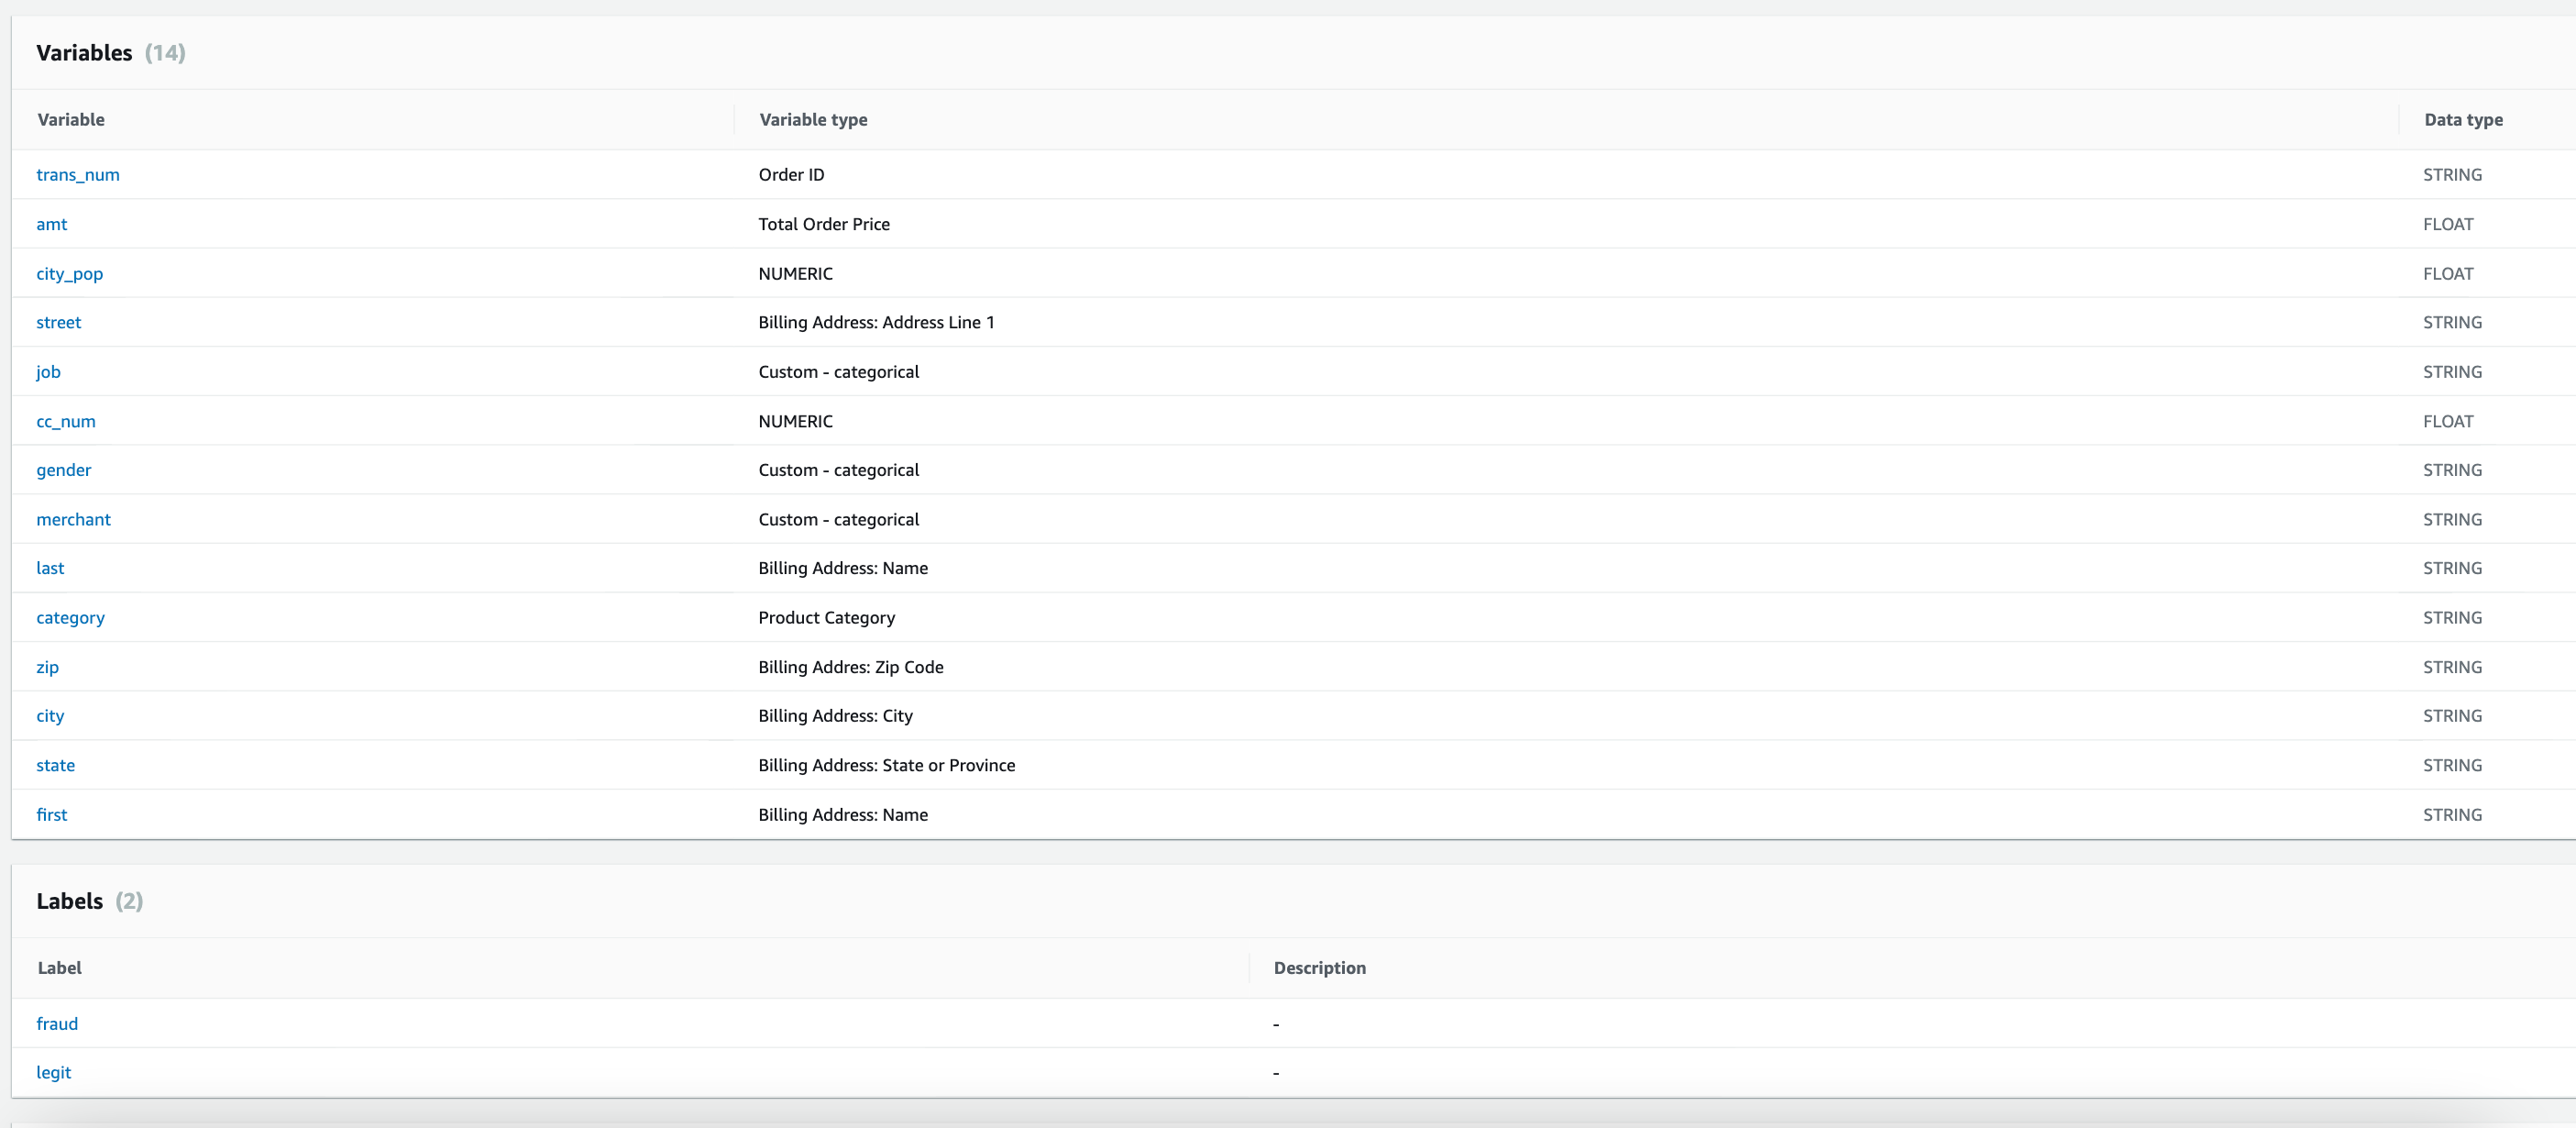 Variables (14)
Variable Variable type Data type
trans_num Order ID STRING
amt Total Order Price FLOAT
city_pop NUMERIC FLOAT
street Billing Address: Address Line 1 STRING
job Custom - categorical STRING
cc_num NUMERIC FLOAT
gender Custom - categorical STRING
merchant Custom - categorical STRING
last Billing Address: Name STRING
category Product Category STRING
zip Billing Addres: Zip Code STRING
city Billing Address: City STRING
state Billing Address: State or Province STRING
first Billing Address: Name STRING
Labels (2)
Label Description
fraud -
legit -